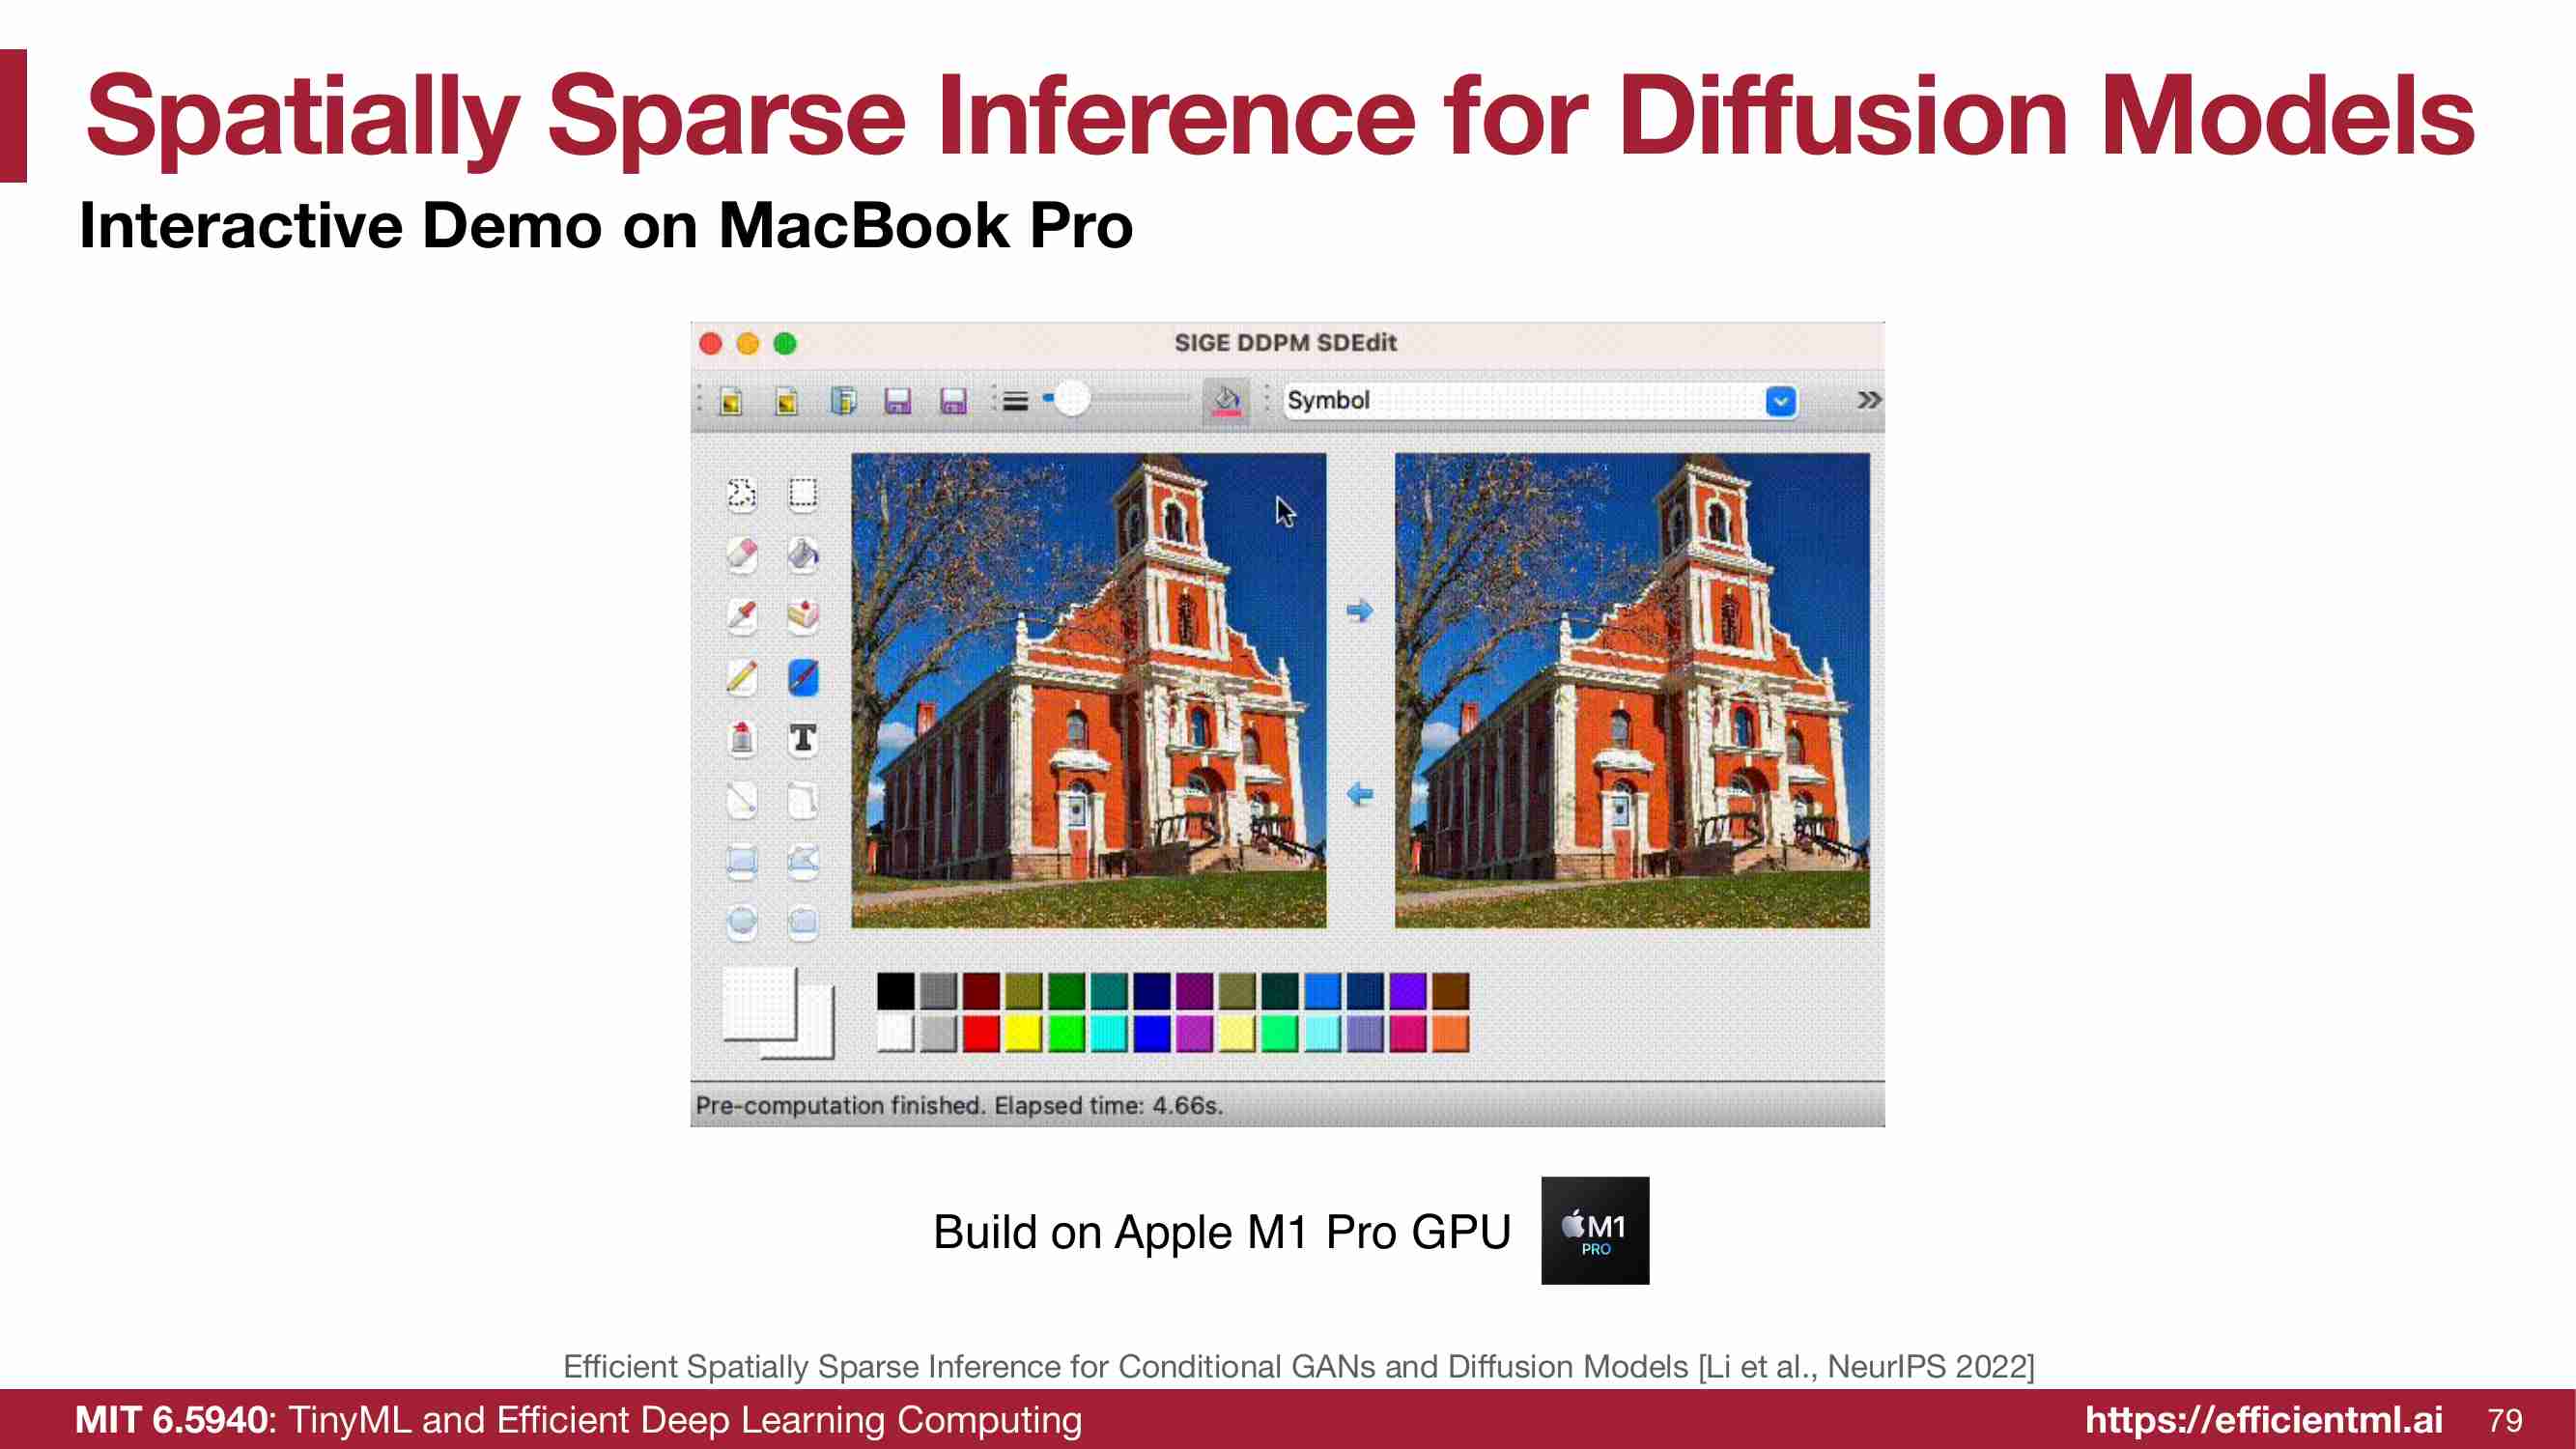 Spatially Sparse Inference for Diffusion Models
Interactive Demo on MacBook Pro
SIGE DDPM SDEdit
Symbol
T
Pre-computation finished. Elapsed time: 4.66s.
Build on Apple M1 Pro GPU
M1
PRO
Efficient Spatially Sparse Inference for Conditional GANs and Diffusion Models [Li et al., NeurIPS 2022]
MIT 6.5940: TinyML and Efficient Deep Learning Computing
https://efficientml.ai
79